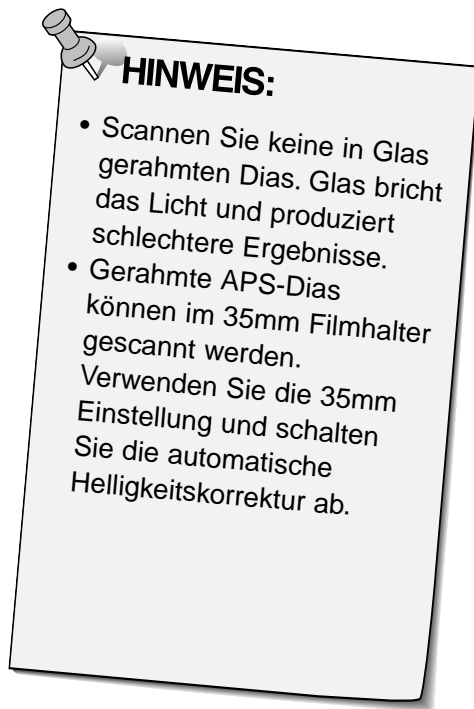 HINWEIS:
• Scannen Sie keine in Glas
gerahmten Dias. Glas bricht
das Licht und produziert
schlechtere Ergebnisse.
• Gerahmte APS-Dias
können im 35mm Filmhalter
gescannt werden.
Verwenden Sie die 35mm
Einstellung und schalten
Sie die automatische
Helligkeitskorrektur ab.